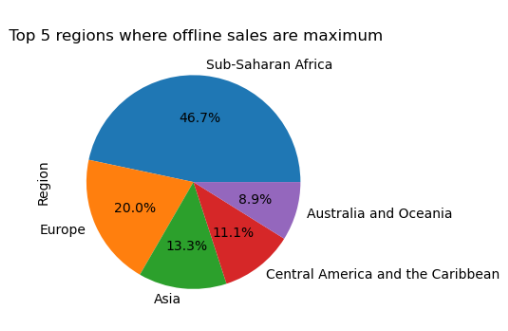 Top 5 regions where offline sales are maximum
Sub-Saharan Africa
46.7%
Region
20.0%
Europe
13.3%
Asia
11.1%
Central America and the Caribbean
8.9%
Australia and Oceania